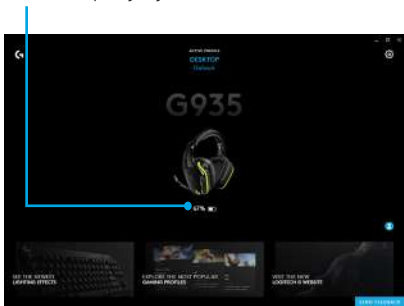 ACTIVE PROFILE
DESKTOP
Default
G935
67%
SEE THE NEWEST
LIGHTING EFFECTS
EXPLORE THE MOST POPULAR
GAMING PROFILES
VISIT THE NEW
LOGITECH G WEBSITE
SEND FEEDBACK